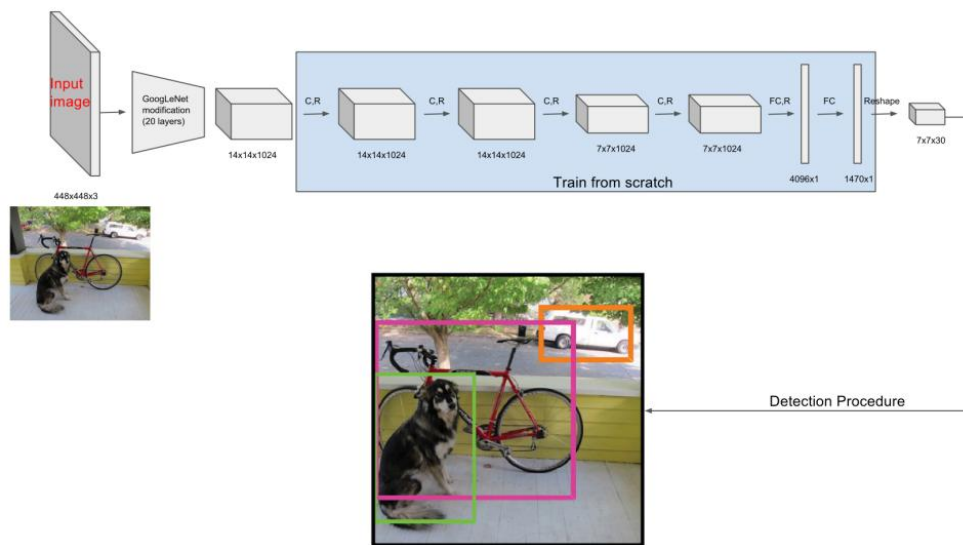 Input
image
GoogLeNet
modification
(20 layers)
C,R
C,R
C,R
C,R
FC,R
FC
Reshape
14x14x1024
14x14x1024
14x14x1024
7x7x1024
7x7x1024
7x7x30
Train from scratch
4096x1
1470x1
448x448x3
Detection Procedure